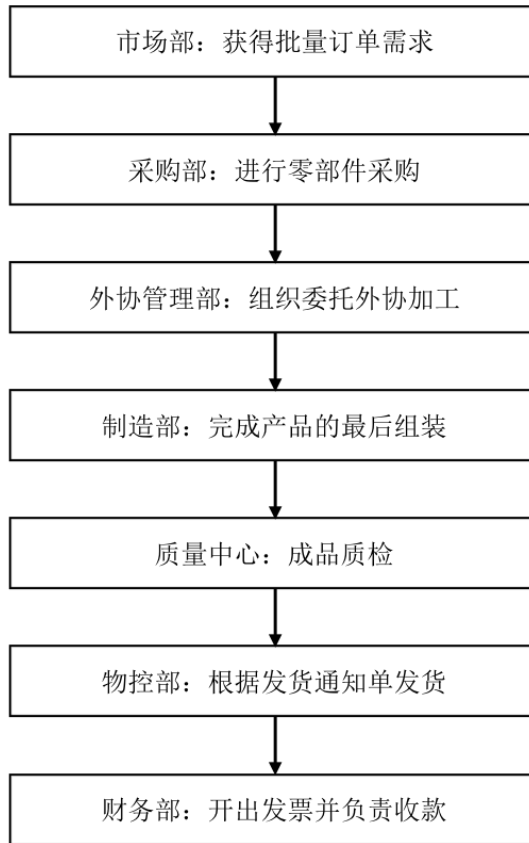 市场部：获得批量订单需求
采购部：进行零部件采购
外协管理部：组织委托外协加工
制造部：完成产品的最后组装
质量中心：成品质检
物控部：根据发货通知单发货
财务部：开出发票并负责收款